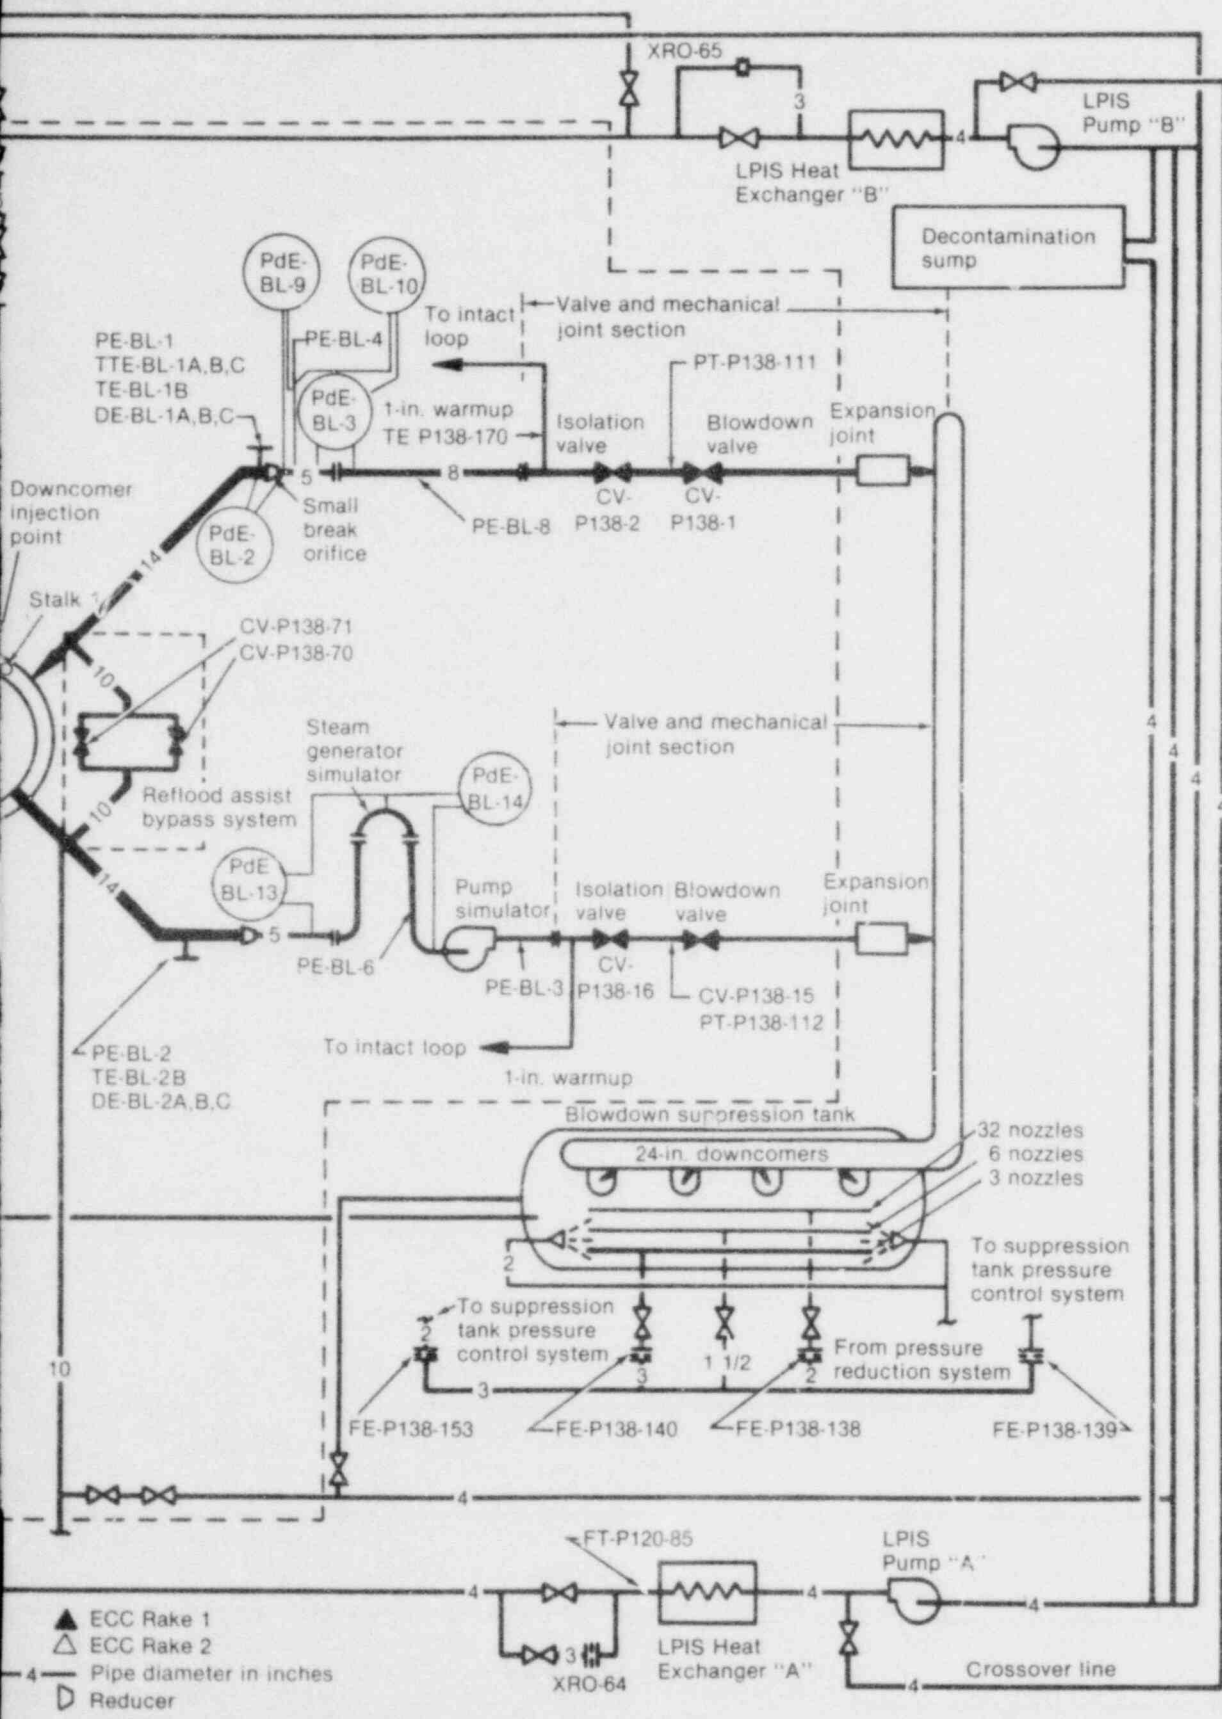 XRO-65
3
LPIS
Pump "B"
4
LPIS Heat
Exchanger "B"
Decontamination
sump
PdE-
BL-9
PdE-
BL-10
To intact
loop
Valve and mechanical
joint section
PE-BL-1
TTE-BL-1A,B,C
TE-BL-1B
DE-BL-1A,B,C
PE-BL-4
PT-P138-111
PdE-
BL-3
1-in. warmup
TE P138-170
Isolation
valve
Blowdown
valve
Expansion
joint
5
8
Downcomer
injection
point
Small
break
orifice
PE-BL-8
CV-
P138-2
CV-
P138-1
PdE-
BL-2
14
Stalk 1
CV-P138-71
CV-P138-70
10
Steam
generator
simulator
Valve and mechanical
joint section
4
4
4
PdE-
BL-14
10
Reflood assist
bypass system
PdE
BL-13
14
Pump
simulator
Isolation
valve
Blowdown
valve
Expansion
joint
5
PE-BL-6
PE-BL-3
CV-
P138-16
CV-P138-15
PT-P138-112
To intact loop
1-in. warmup
PE-BL-2
TE-BL-2B
DE-BL-2A,B,C
Blowdown suppression tank
24-in. downcomers
32 nozzles
6 nozzles
3 nozzles
2
To suppression
tank pressure
control system
To suppression
tank pressure
control system
2
From pressure
reduction system
10
3
3
1 1/2
2
FE-P138-153
FE-P138-140
FE-P138-138
FE-P138-139
4
FT-P120-85
LPIS
Pump "A"
4
4
4
3
XRO-64
LPIS Heat
Exchanger "A"
Crossover line
4
ECC Rake 1
ECC Rake 2
4 Pipe diameter in inches
Reducer